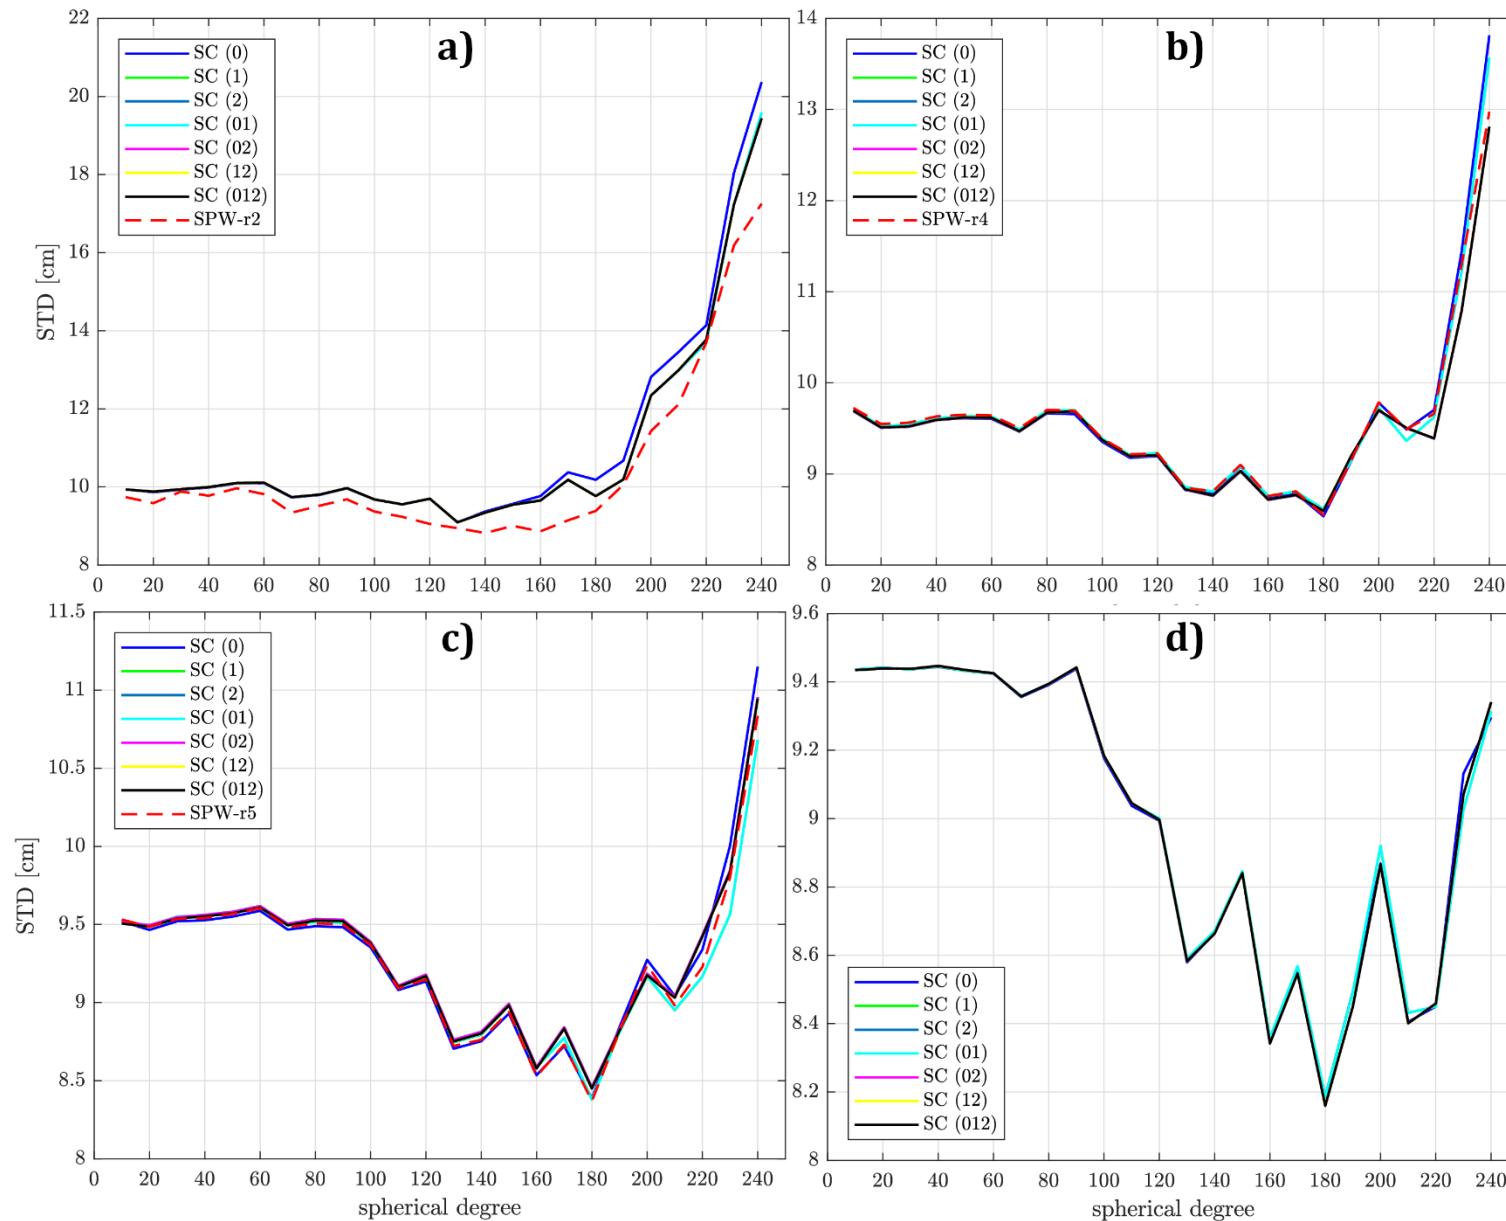 a)
SC (0)
SC (1)
SC (2)
SC (01)
SC (02)
SC (12)
SC (012)
SPW-r2
22
20
18
16
14
12
10
8
STD [cm]
0 20 40 60 80 100 120 140 160 180 200 220 240
b)
SC (0)
SC (1)
SC (2)
SC (01)
SC (02)
SC (12)
SC (012)
SPW-r4
14
13
12
11
10
9
8
0 20 40 60 80 100 120 140 160 180 200 220 240
c)
SC (0)
SC (1)
SC (2)
SC (01)
SC (02)
SC (12)
SC (012)
SPW-r5
11.5
11
10.5
10
9.5
9
8.5
8
STD [cm]
0 20 40 60 80 100 120 140 160 180 200 220 240
spherical degree
d)
9.6
9.4
9.2
9
8.8
8.6
8.4
8.2
8
SC (0)
SC (1)
SC (2)
SC (01)
SC (02)
SC (12)
SC (012)
0 20 40 60 80 100 120 140 160 180 200 220 240
spherical degree